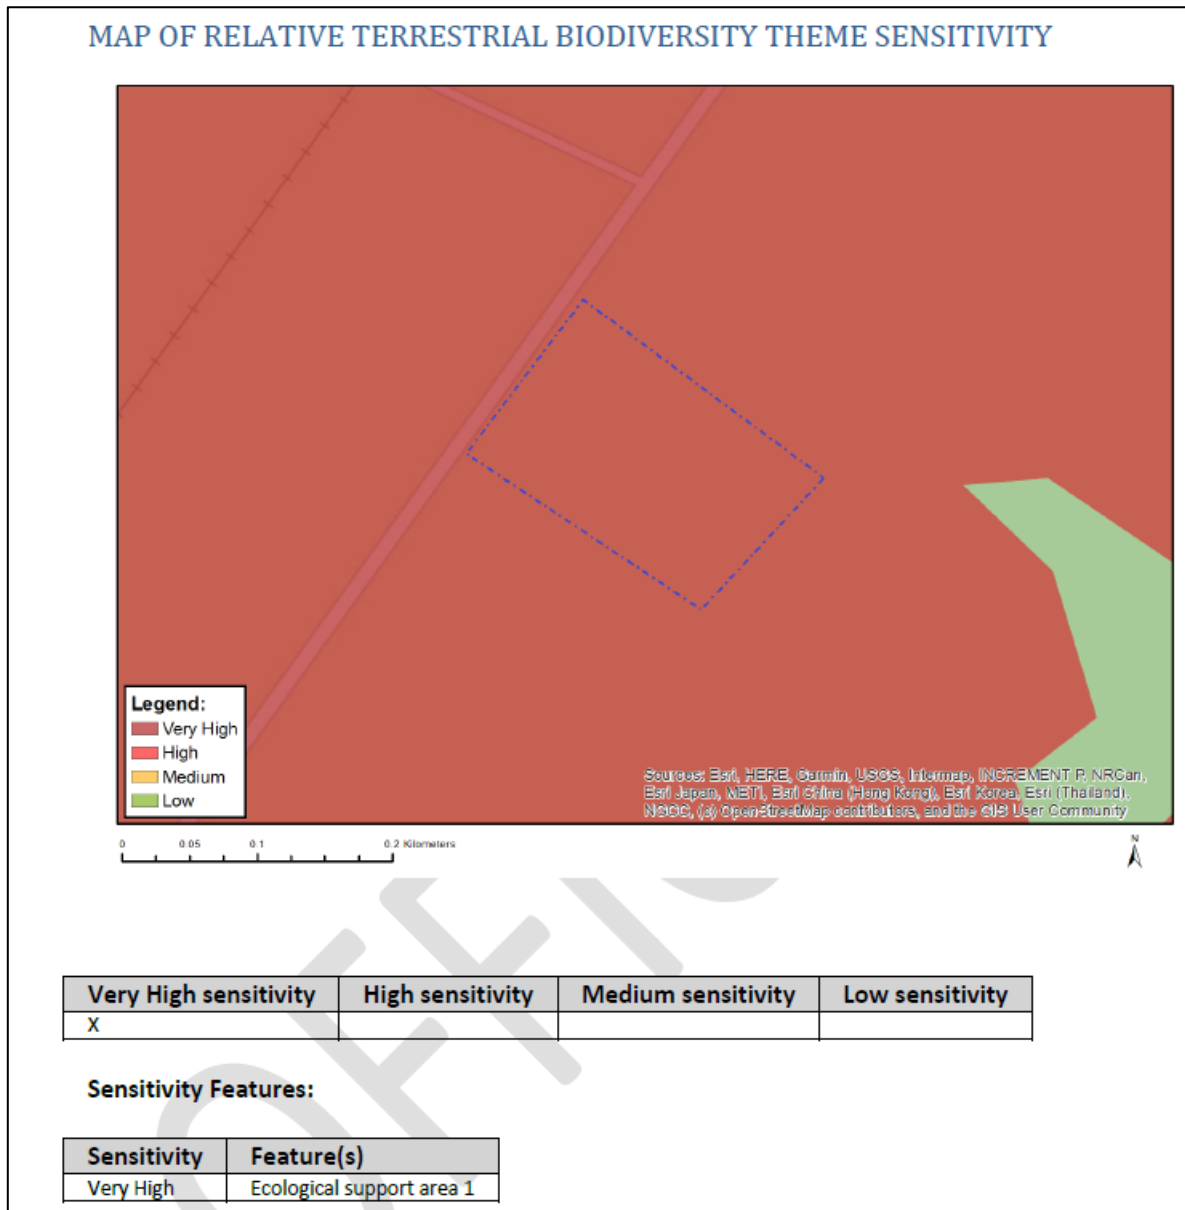 MAP OF RELATIVE TERRESTRIAL BIODIVERSITY THEME SENSITIVITY
Legend:
Very High
High
Medium
Low
Sources: Esri, HERE, Garmin, USGS, Intermap, INCREMENT P, NRCan,
Esri Japan, METI, Esri China (Hong Kong), Esri Korea, Esri (Thailand),
NGCC, (c) OpenStreetMap contributors, and the GIS User Community
0 0.05 0.1 0.2 Kilometers
N
Very High sensitivity High sensitivity Medium sensitivity Low sensitivity
X
Sensitivity Features:
Sensitivity Feature(s)
Very High Ecological support area 1